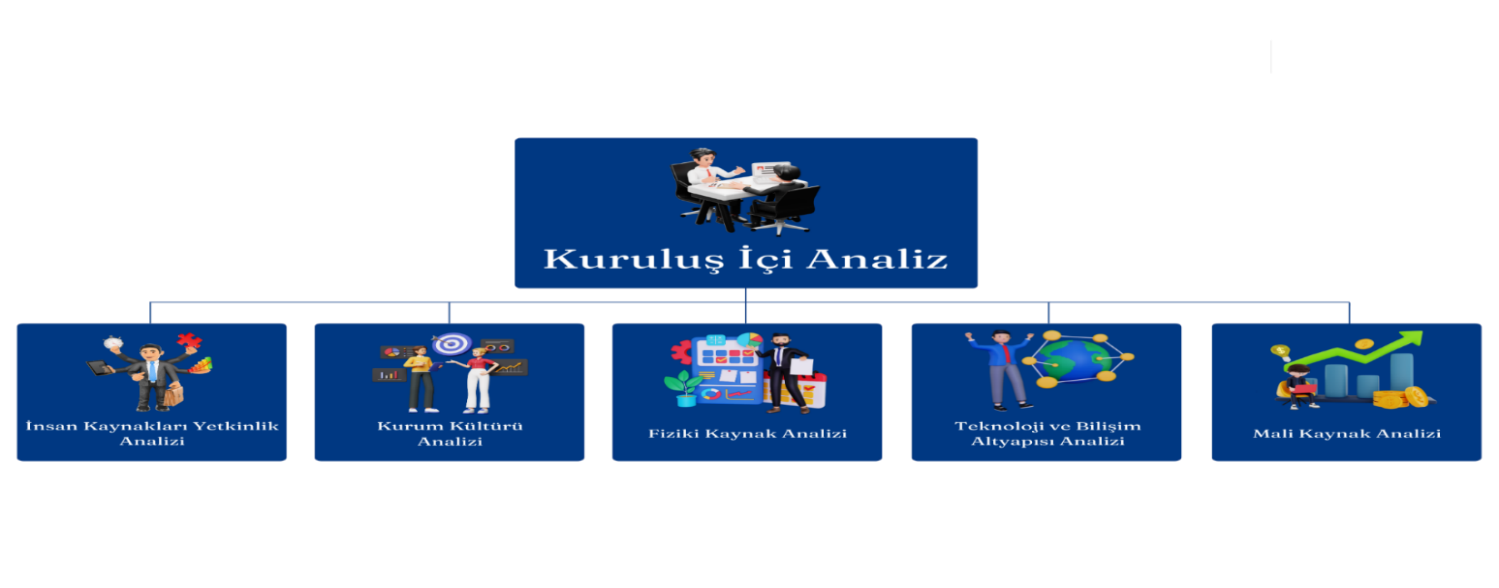 Kuruluş İçi Analiz
İnsan Kaynakları Yetkinlik
Analizi
Kurum Kültürü
Analizi
Fiziki Kaynak Analizi
Teknoloji ve Bilişim
Altyapısı Analizi
Mali Kaynak Analizi